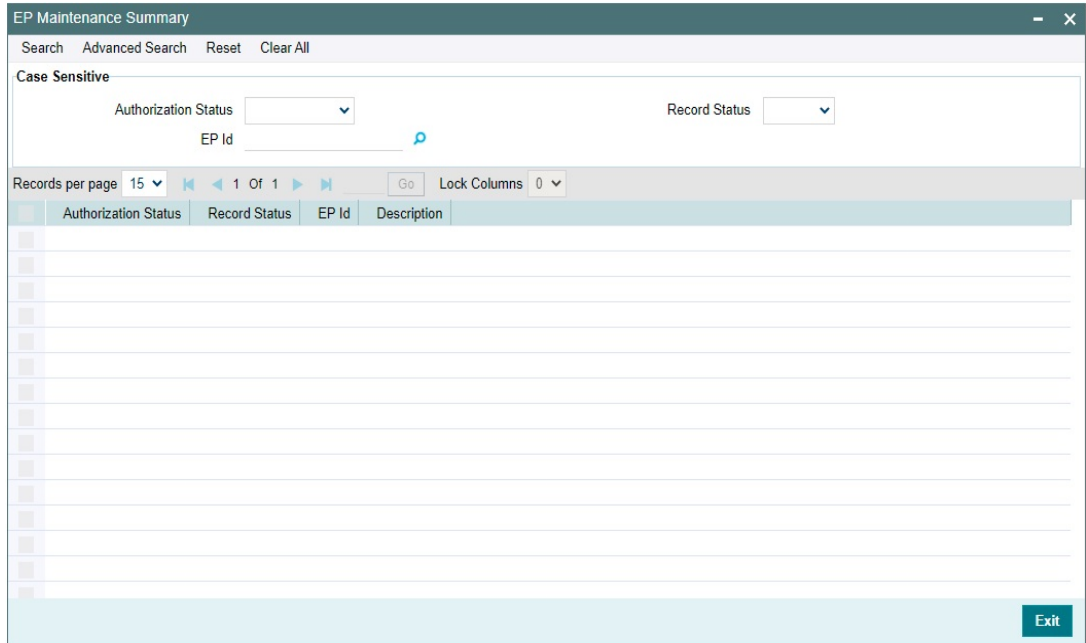 EP Maintenance Summary
Search Advanced Search Reset Clear All
Case Sensitive
Authorization Status Record Status
EP Id
Records per page 15 1 Of 1 Go Lock Columns 0
Authorization Status Record Status EP Id Description
Exit